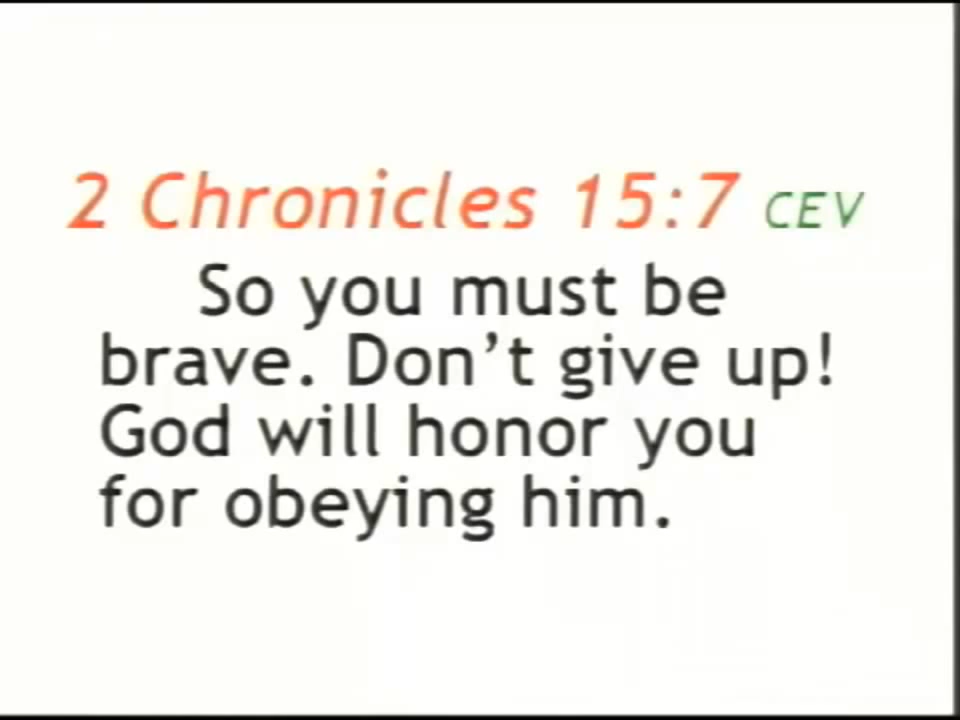 2 Chronicles 15:7 CEV
So you must be
brave. Don’t give up!
God will honor you
for obeying him.